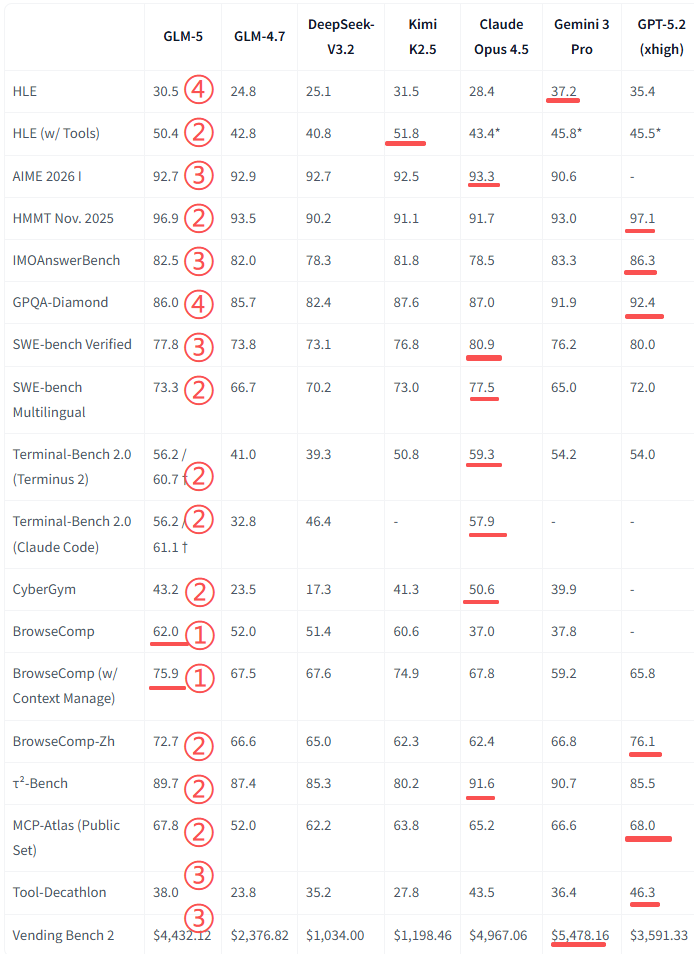 GLM-5 GLM-4.7 DeepSeek-V3.2 Kimi K2.5 Claude Opus 4.5 Gemini 3 Pro GPT-5.2 (xhigh)
HLE 30.5 ④ 24.8 25.1 31.5 28.4 37.2 35.4
HLE (w/ Tools) 50.4 ② 42.8 40.8 51.8 43.4* 45.8* 45.5*
AIME 2026 I 92.7 ③ 92.9 92.7 92.5 93.3 90.6 -
HMMT Nov. 2025 96.9 ② 93.5 90.2 91.1 91.7 93.0 97.1
IMOAnswerBench 82.5 ③ 82.0 78.3 81.8 78.5 83.3 86.3
GPQA-Diamond 86.0 ④ 85.7 82.4 87.6 87.0 91.9 92.4
SWE-bench Verified 77.8 ③ 73.8 73.1 76.8 80.9 76.2 80.0
SWE-bench Multilingual 73.3 ② 66.7 70.2 73.0 77.5 65.0 72.0
Terminal-Bench 2.0 (Terminus 2) 56.2 / 60.7 † ② 41.0 39.3 50.8 59.3 54.2 54.0
Terminal-Bench 2.0 (Claude Code) 56.2 / 61.1 † ② 32.8 46.4 - 57.9 - -
CyberGym 43.2 ② 23.5 17.3 41.3 50.6 39.9 -
BrowseComp 62.0 ① 52.0 51.4 60.6 37.0 37.8 -
BrowseComp (w/ Context Manage) 75.9 ① 67.5 67.6 74.9 67.8 59.2 65.8
BrowseComp-Zh 72.7 ② 66.6 65.0 62.3 62.4 66.8 76.1
τ²-Bench 89.7 ② 87.4 85.3 80.2 91.6 90.7 85.5
MCP-Atlas (Public Set) 67.8 ② 52.0 62.2 63.8 65.2 66.6 68.0
Tool-Decathlon 38.0 ③ 23.8 35.2 27.8 43.5 36.4 46.3
Vending Bench 2 $4,432.12 ③ $2,376.82 $1,034.00 $1,198.46 $4,967.06 $5,478.16 $3,591.33